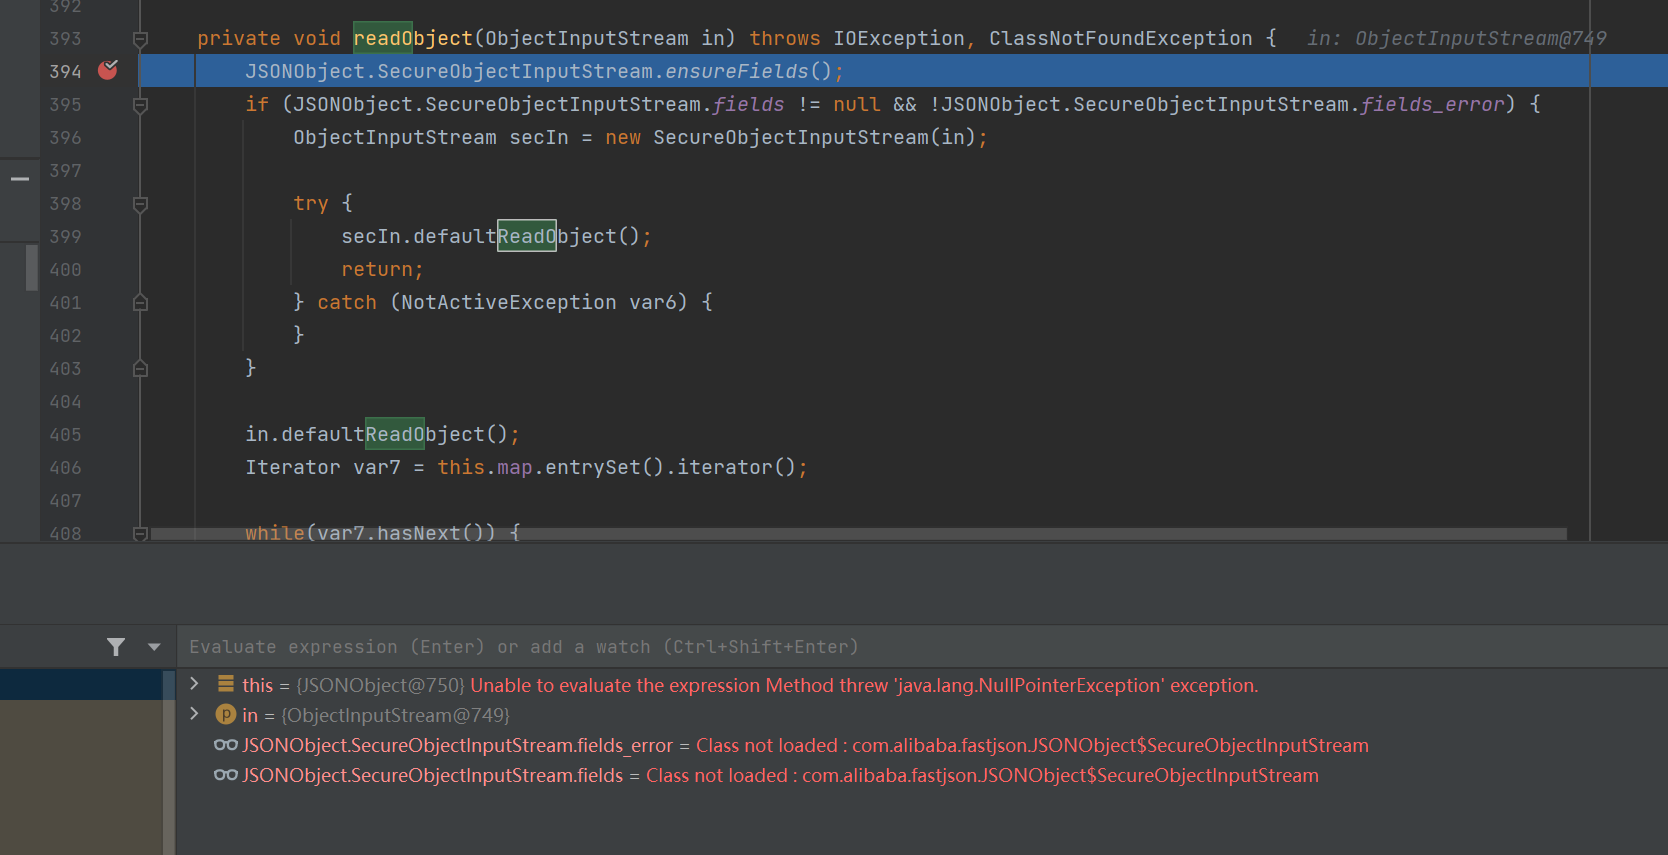 392
393 private void readObject(ObjectInputStream in) throws IOException, ClassNotFoundException { in: ObjectInputStream@749
394 JSONObject.SecureObjectInputStream.ensureFields();
395 if (JSONObject.SecureObjectInputStream.fields != null && !JSONObject.SecureObjectInputStream.fields_error) {
396 ObjectInputStream secIn = new SecureObjectInputStream(in);
397
398 try {
399 secIn.defaultReadObject();
400 return;
401 } catch (NotActiveException var6) {
402 }
403 }
404
405 in.defaultReadObject();
406 Iterator var7 = this.map.entrySet().iterator();
407
408 while(var7.hasNext()) {
Evaluate expression (Enter) or add a watch (Ctrl+Shift+Enter)
this = {JSONObject@750} Unable to evaluate the expression Method threw 'java.lang.NullPointerException' exception.
p in = {ObjectInputStream@749}
JSONObject.SecureObjectInputStream.fields_error = Class not loaded : com.alibaba.fastjson.JSONObject$SecureObjectInputStream
JSONObject.SecureObjectInputStream.fields = Class not loaded : com.alibaba.fastjson.JSONObject$SecureObjectInputStream